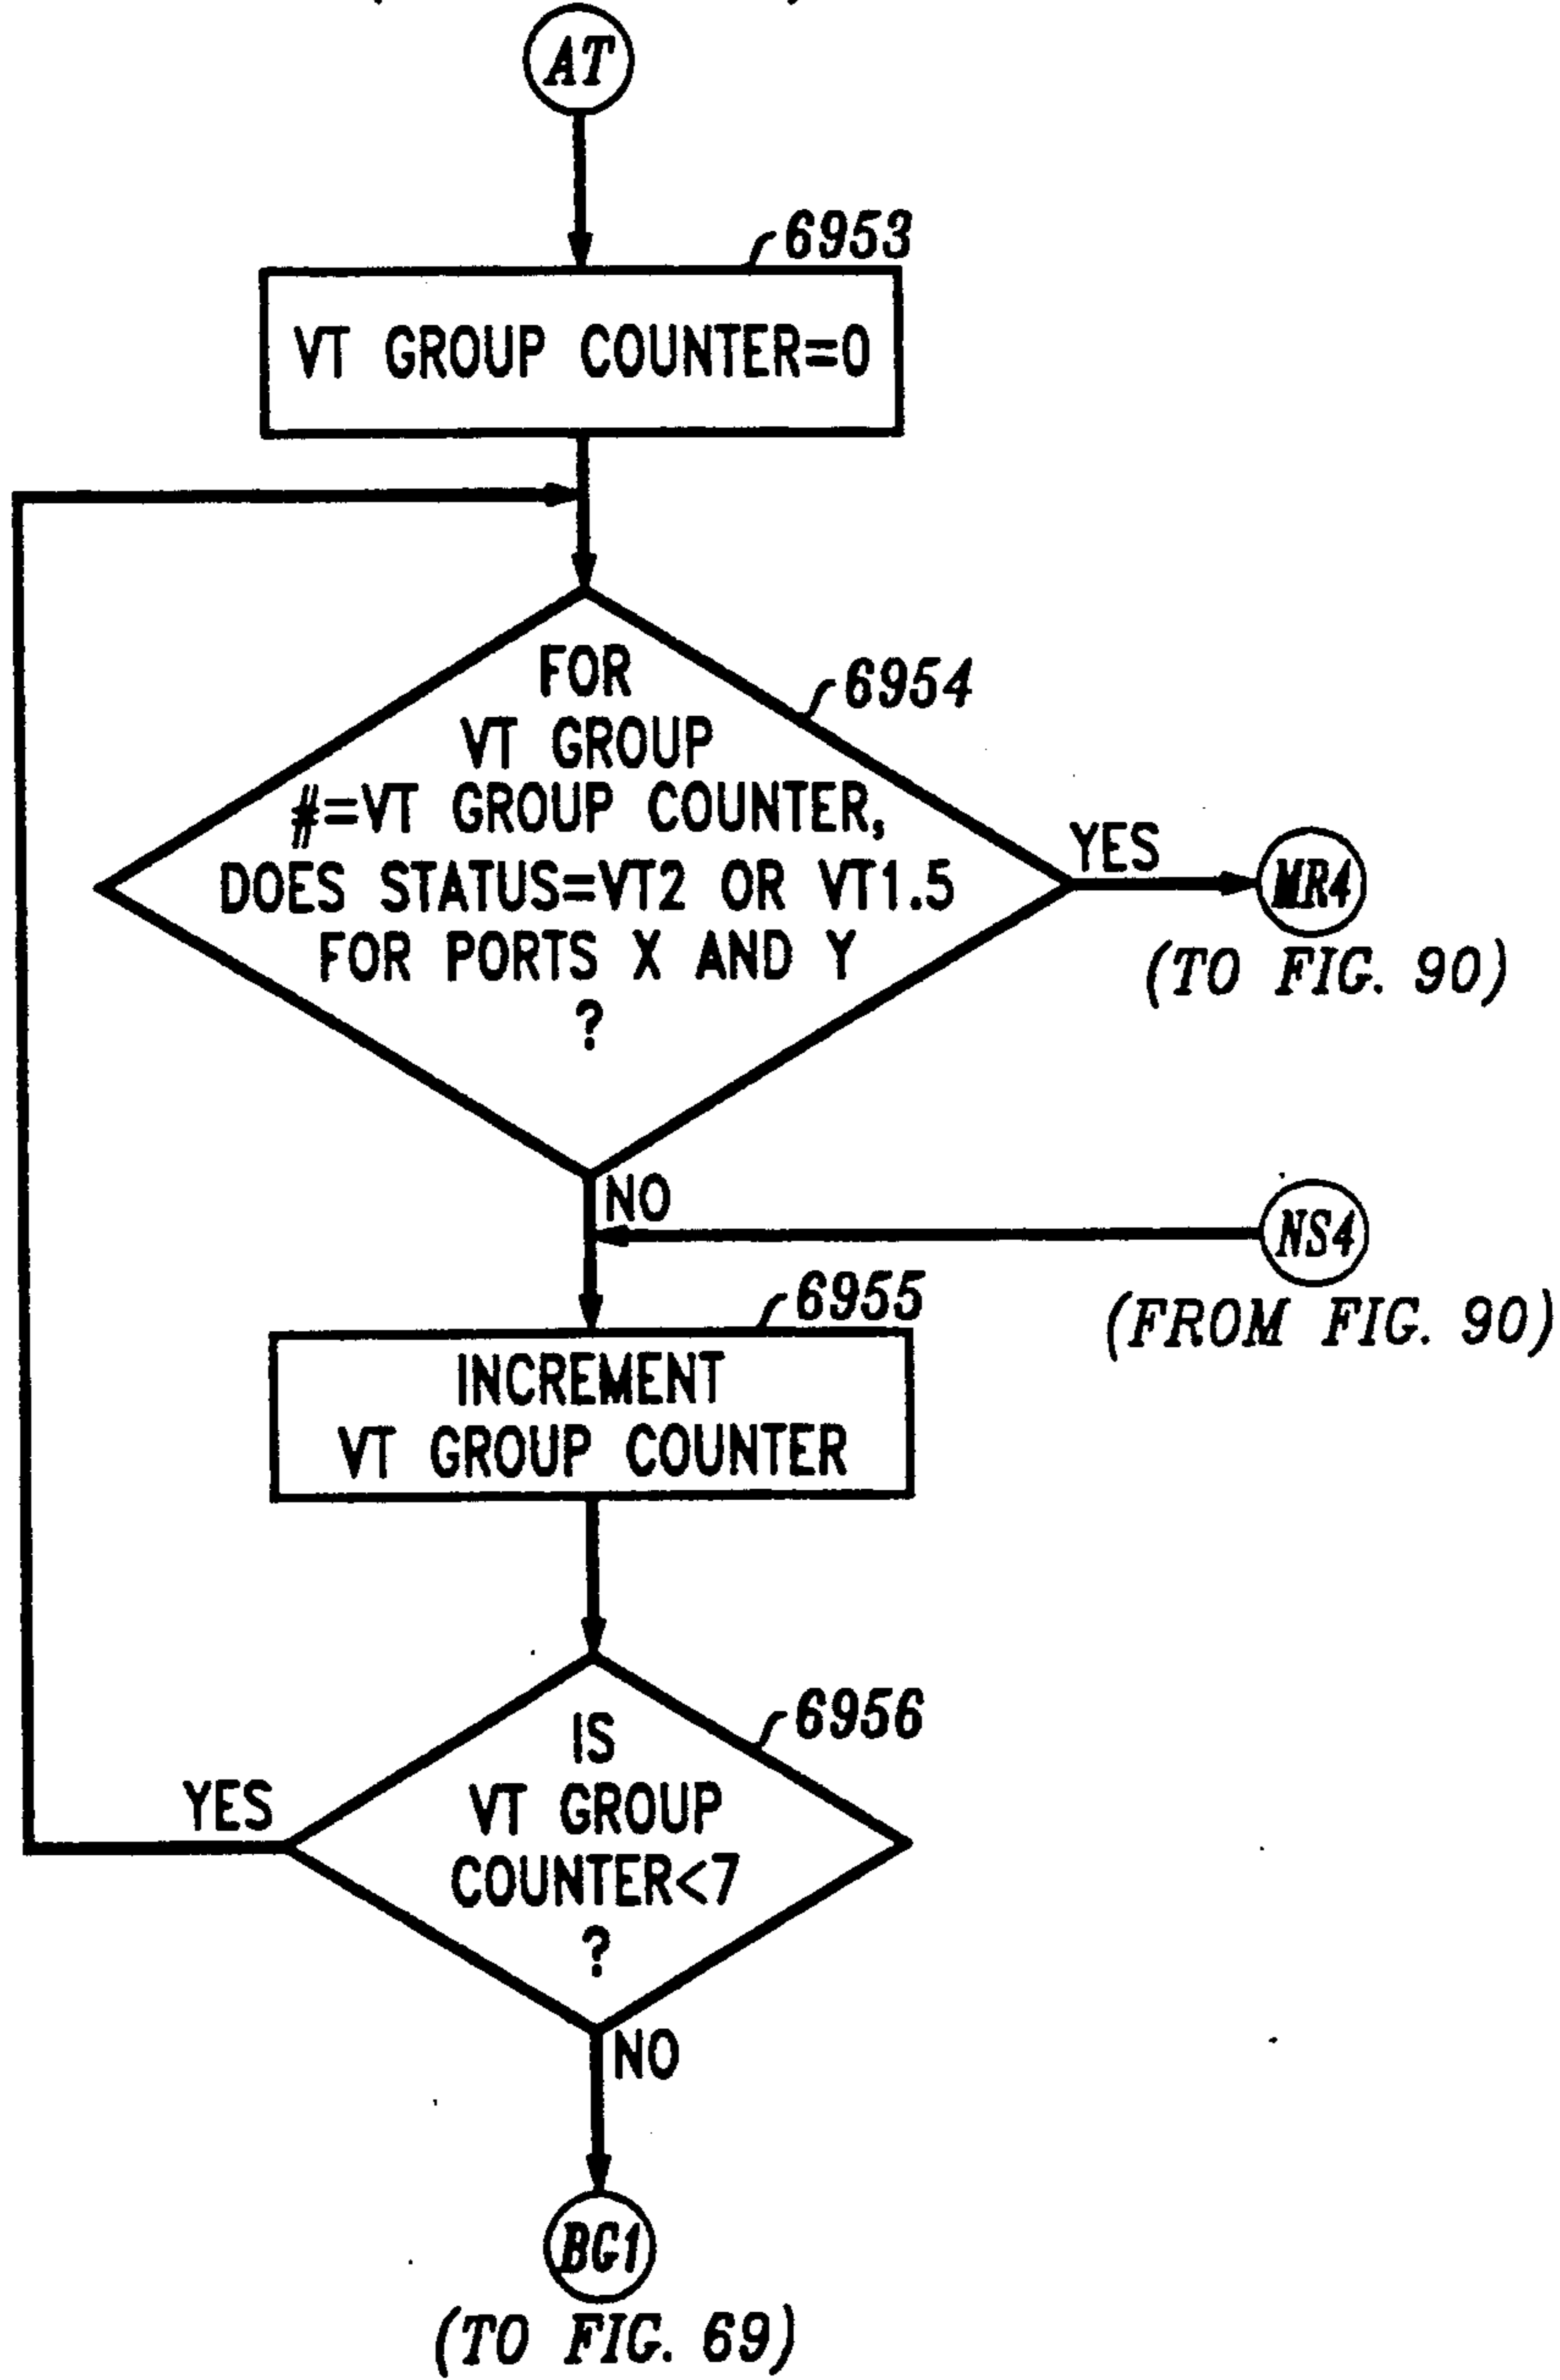 AT
6953
VT GROUP COUNTER=0
FOR
VT GROUP
#=VT GROUP COUNTER,
DOES STATUS=VT2 OR VT1.5
FOR PORTS X AND Y
?
6954
YES
MR4
(TO FIG. 90)
NO
NS4
(FROM FIG. 90)
6955
INCREMENT
VT GROUP COUNTER
6956
IS
VT GROUP
COUNTER<7
?
YES
NO
BG1
(TO FIG. 69)